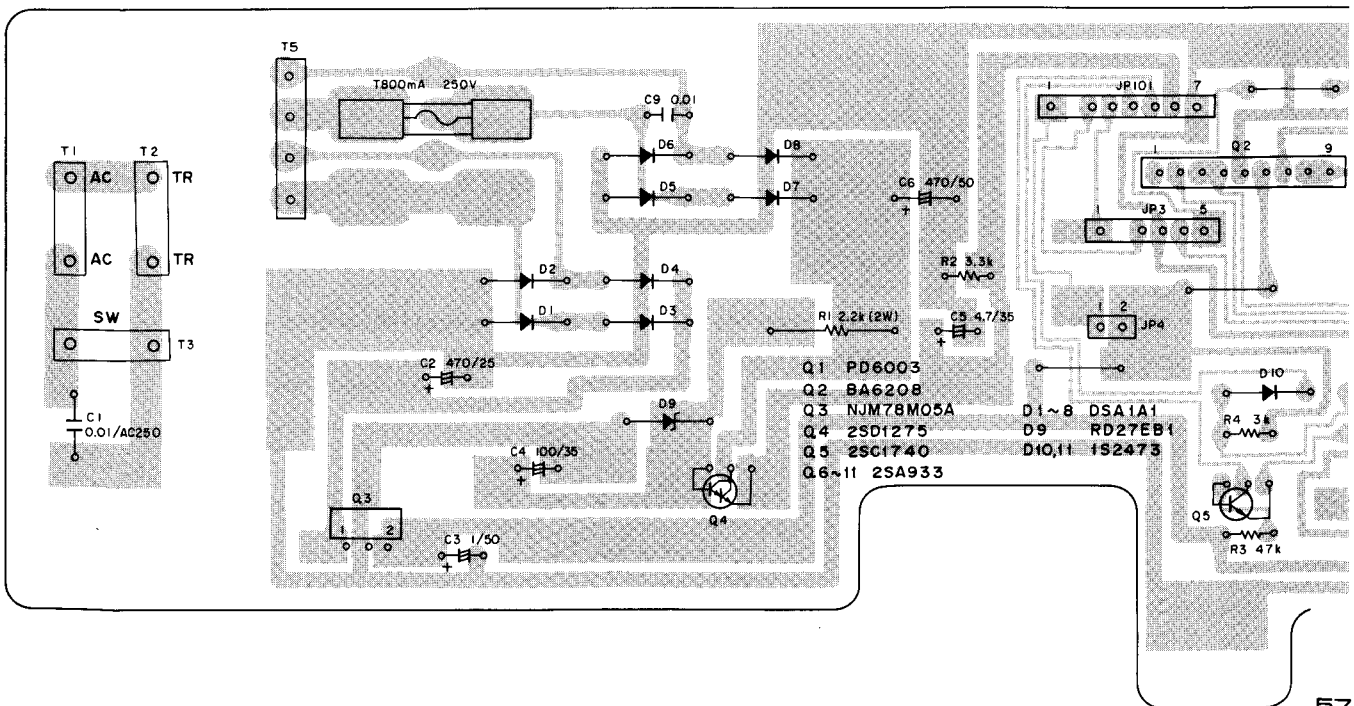 T5
T800mA 250V
C9 0.01
D6
D8
D5
D7
C6 470/50
+
1 JP101 7
1 Q2 9
1 JP3 5
T1
T2
AC
TR
AC
TR
SW
T3
C1
0.01/AC250
D2
D4
D1
D3
R2 3.3k
R1 2.2k (2W)
C5 4.7/35
+
1 2
JP4
C2 470/25
+
D9
C4 100/35
+
Q3
1 2
C3 1/50
+
Q4
Q1 PD6003
Q2 BA6208
Q3 NJM78M05A
Q4 2SD1275
Q5 2SC1740
Q6~11 2SA933
D1~8 DSA1A1
D9 RD27EB1
D10,11 1S2473
D10
R4 3k
Q5
R3 47k
57